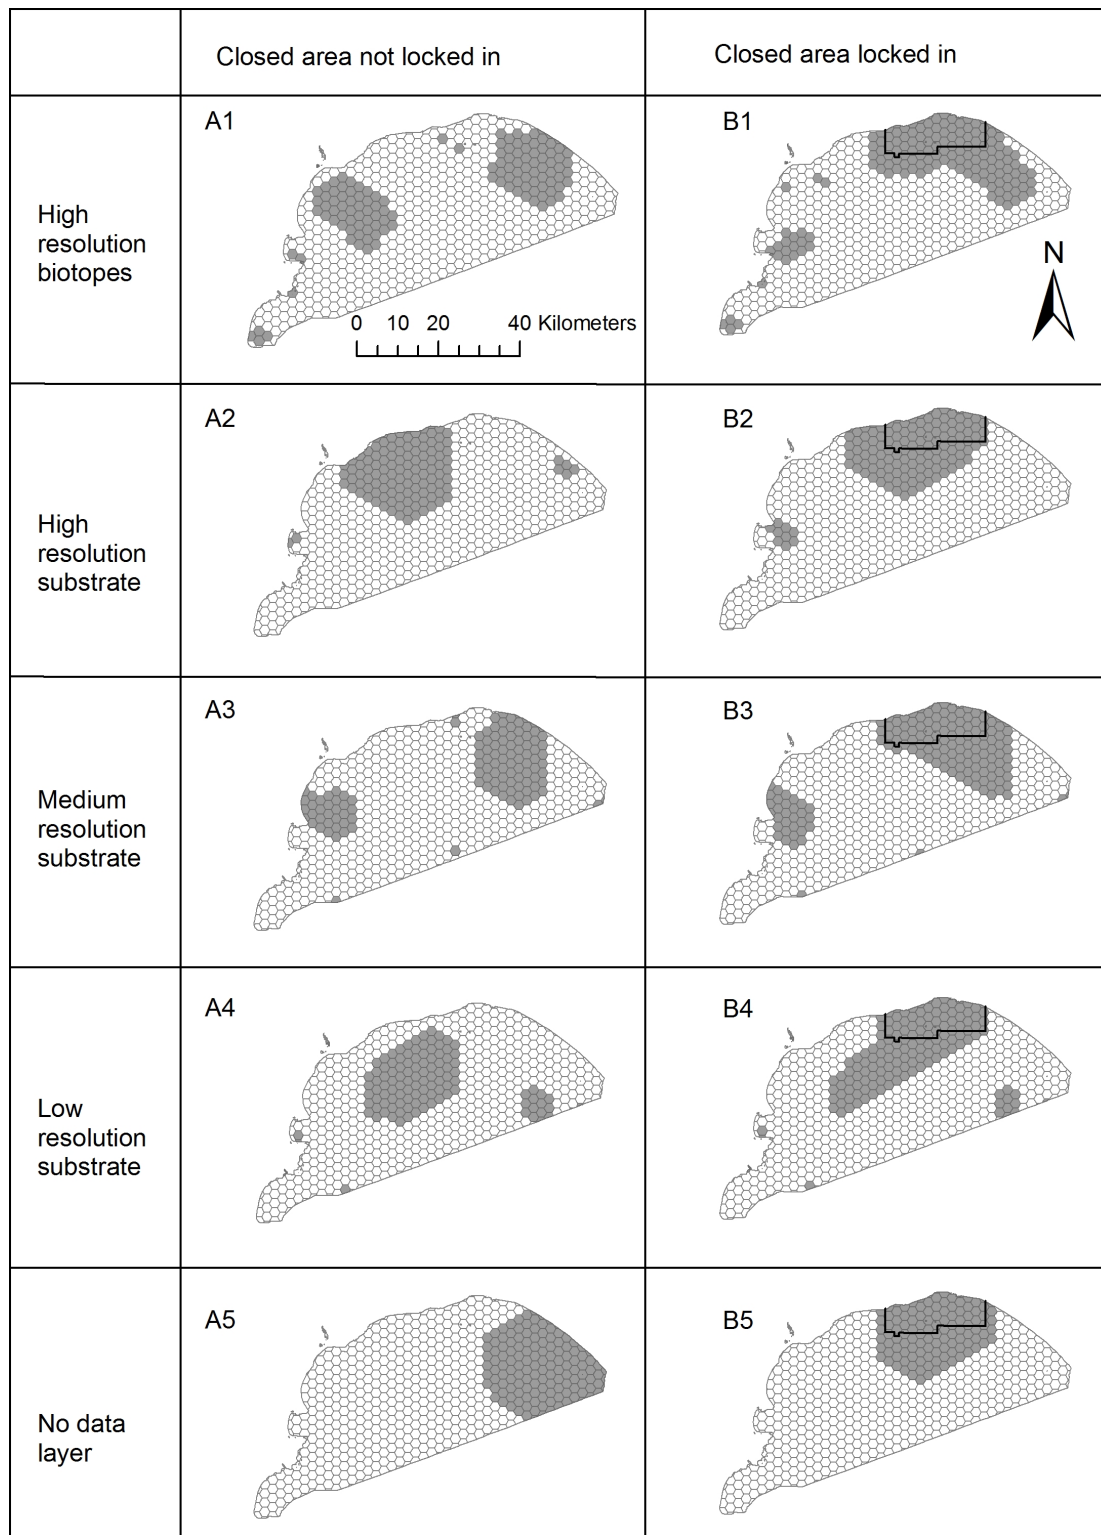 Closed area not locked in
Closed area locked in
A1
B1
High
resolution
biotopes
N
0 10 20 40 Kilometers
A2
B2
High
resolution
substrate
A3
B3
Medium
resolution
substrate
A4
B4
Low
resolution
substrate
A5
B5
No data
layer